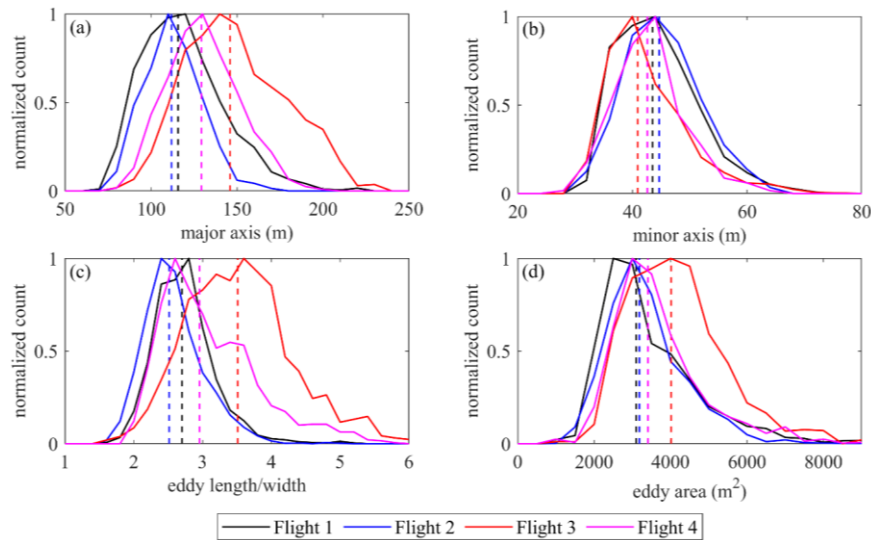 (a)
normalized count
1
0.5
0
50 100 150 200 250
major axis (m)
(b)
normalized count
1
0.5
0
20 40 60 80
minor axis (m)
(c)
normalized count
1
0.5
0
1 2 3 4 5 6
eddy length/width
(d)
normalized count
1
0.5
0
0 2000 4000 6000 8000
eddy area (m²)
Flight 1 Flight 2 Flight 3 Flight 4